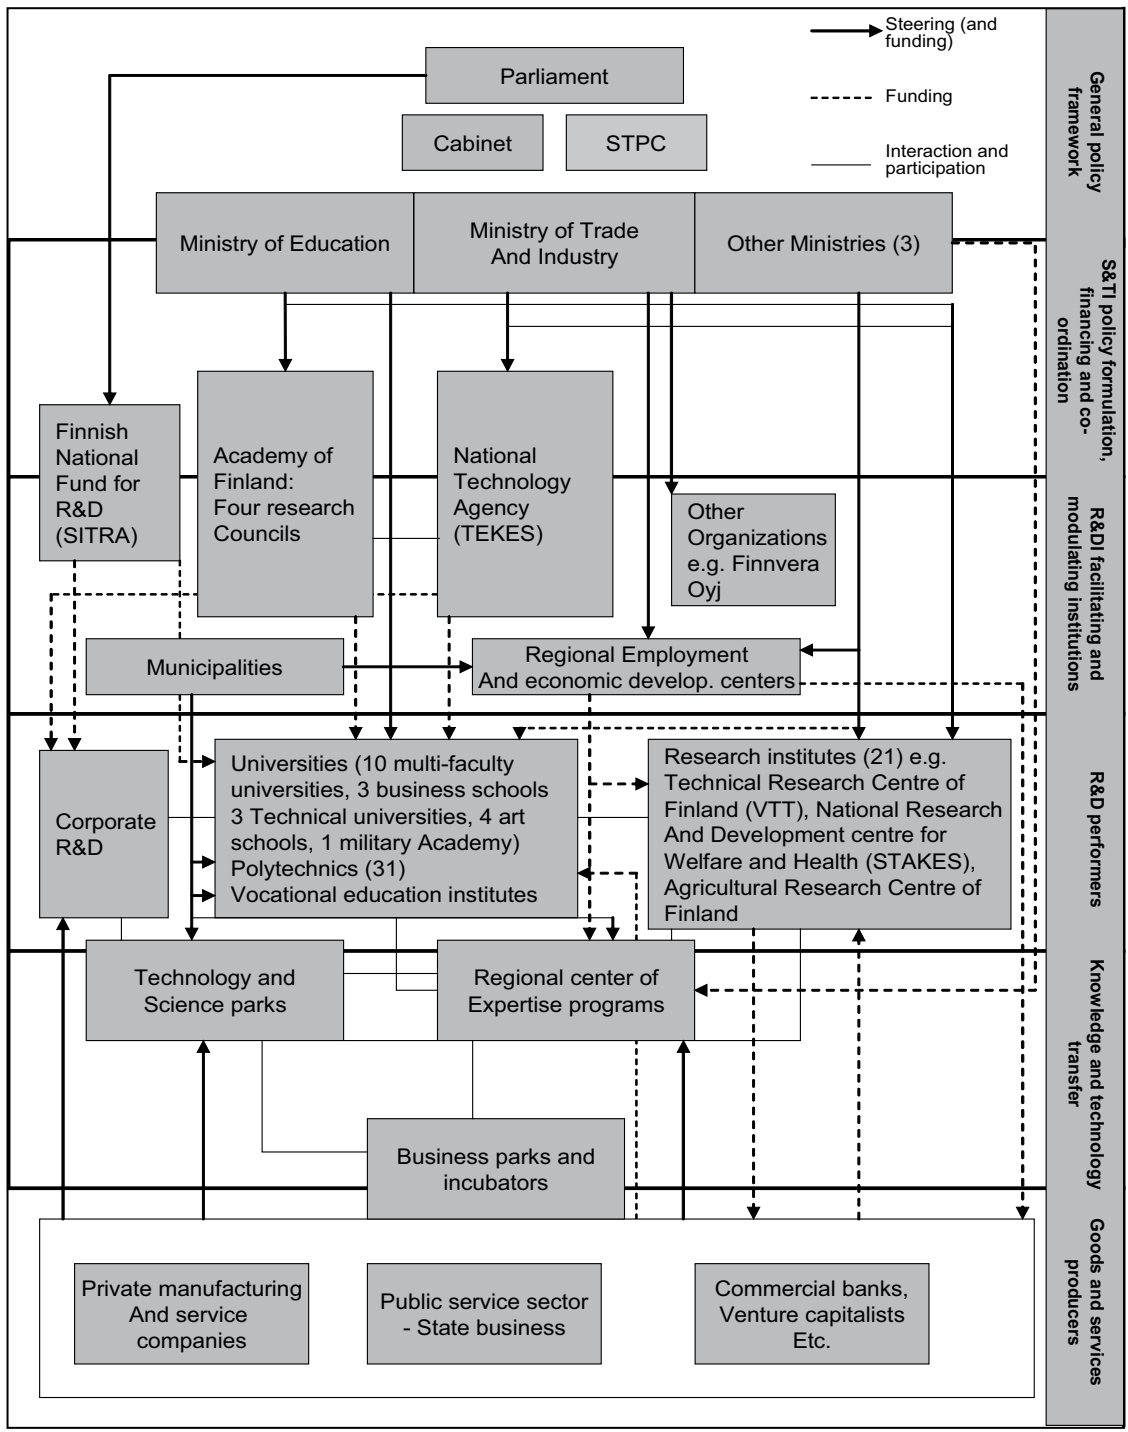 Steering (and
funding)
Parliament
Funding
Cabinet
STPC
Interaction and
participation
General policy
framework
Ministry of Education
Ministry of Trade
And Industry
Other Ministries (3)
S&TI policy formulation,
financing and co-
ordination
Finnish
National
Fund for
R&D
(SITRA)
Academy of
Finland:
Four research
Councils
National
Technology
Agency
(TEKES)
Other
Organizations
e.g. Finnvera
Oyj
R&DI facilitating and
modulating institutions
Municipalities
Regional Employment
And economic develop. centers
Corporate
R&D
Universities (10 multi-faculty
universities, 3 business schools
3 Technical universities, 4 art
schools, 1 military Academy)
Polytechnics (31)
Vocational education institutes
Research institutes (21) e.g.
Technical Research Centre of
Finland (VTT), National Research
And Development centre for
Welfare and Health (STAKES),
Agricultural Research Centre of
Finland
R&D performers
Technology and
Science parks
Regional center of
Expertise programs
Knowledge and technology
transfer
Business parks and
incubators
Private manufacturing
And service
companies
Public service sector
- State business
Commercial banks,
Venture capitalists
Etc.
Goods and services
producers